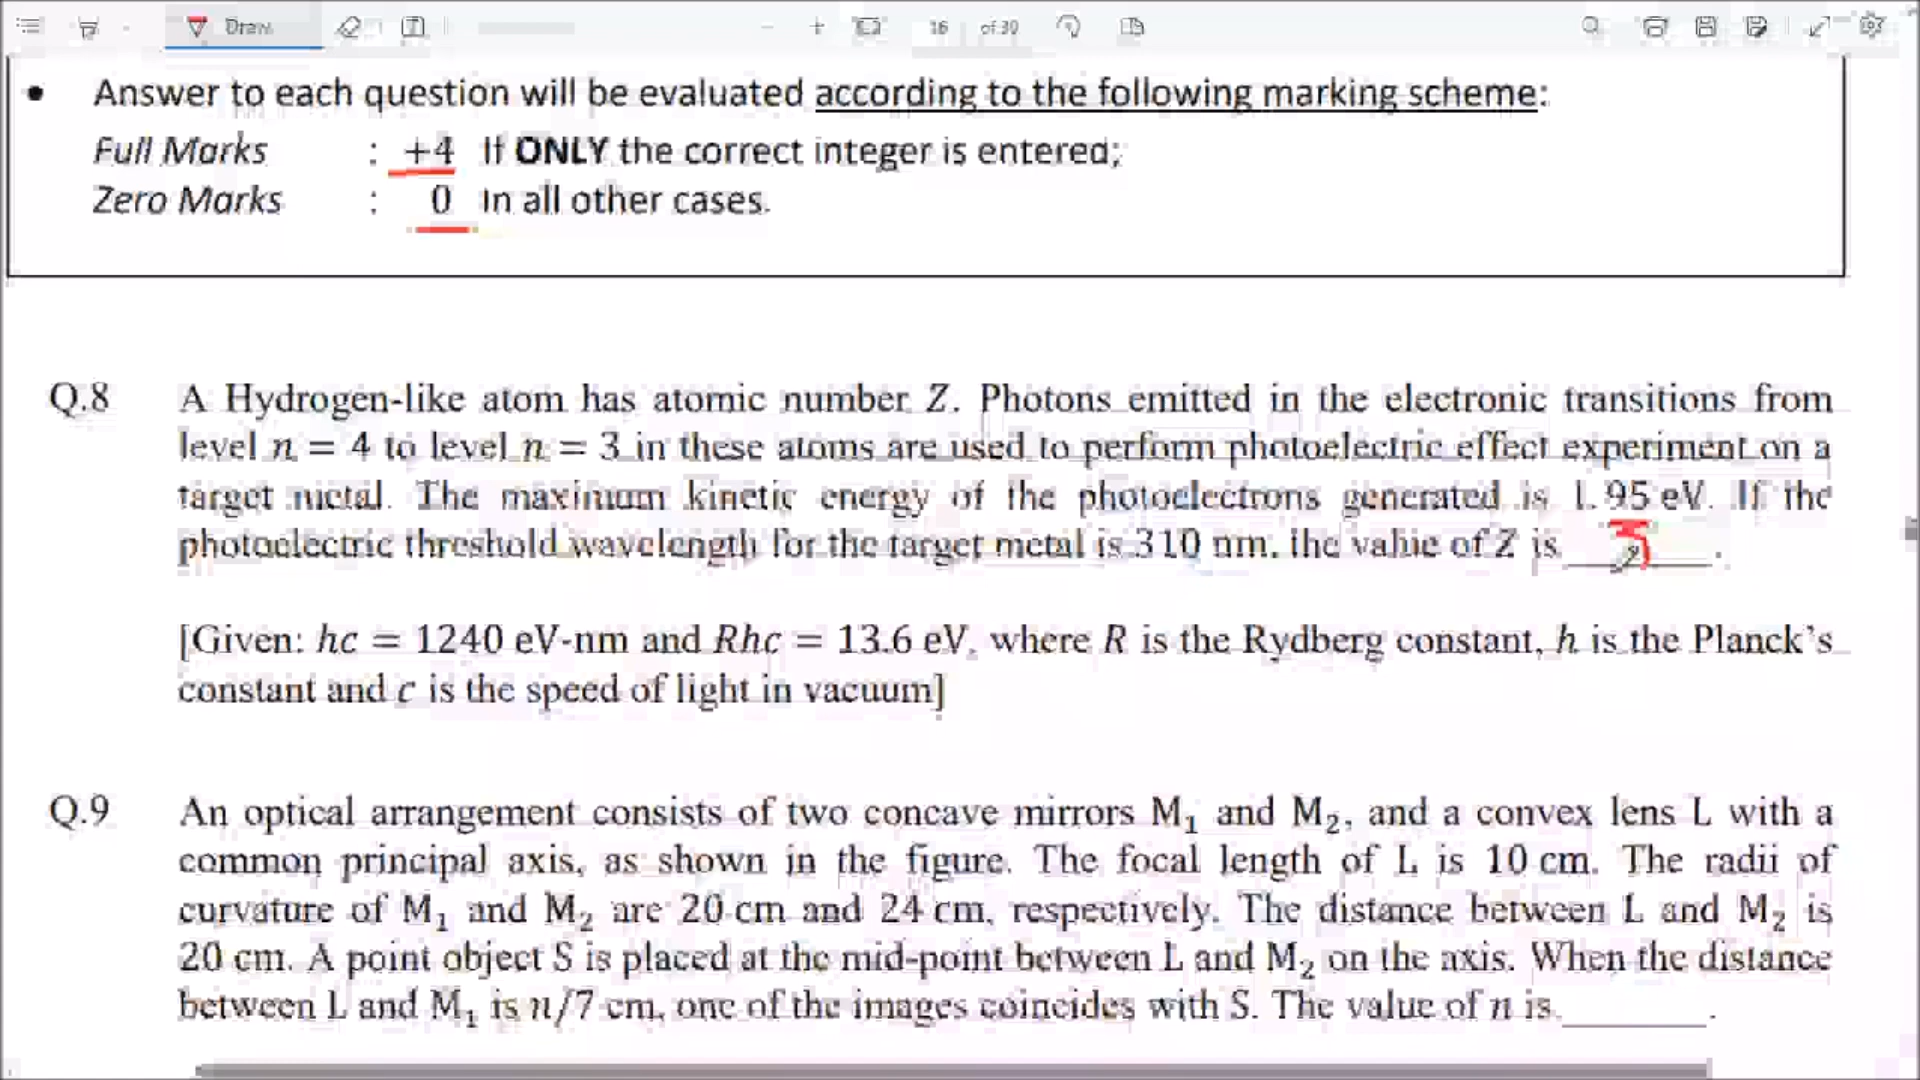 Draw
16 of 30
• Answer to each question will be evaluated according to the following marking scheme:
Full Marks : +4 If ONLY the correct integer is entered;
Zero Marks : 0 In all other cases.
Q.8 A Hydrogen-like atom has atomic number Z. Photons emitted in the electronic transitions from
level n = 4 to level n = 3 in these atoms are used to perform photoelectric effect experiment on a
target metal. The maximum kinetic energy of the photoelectrons generated is 1.95 eV. If the
photoelectric threshold wavelength for the target metal is 310 nm, the value of Z is ______.
[Given: hc = 1240 eV-nm and Rhc = 13.6 eV, where R is the Rydberg constant, h is the Planck's
constant and c is the speed of light in vacuum]
Q.9 An optical arrangement consists of two concave mirrors M₁ and M₂, and a convex lens L with a
common principal axis, as shown in the figure. The focal length of L is 10 cm. The radii of
curvature of M₁ and M₂ are 20 cm and 24 cm, respectively. The distance between L and M₂ is
20 cm. A point object S is placed at the mid-point between L and M₂ on the axis. When the distance
between L and M₁ is n/7 cm, one of the images coincides with S. The value of n is ______.